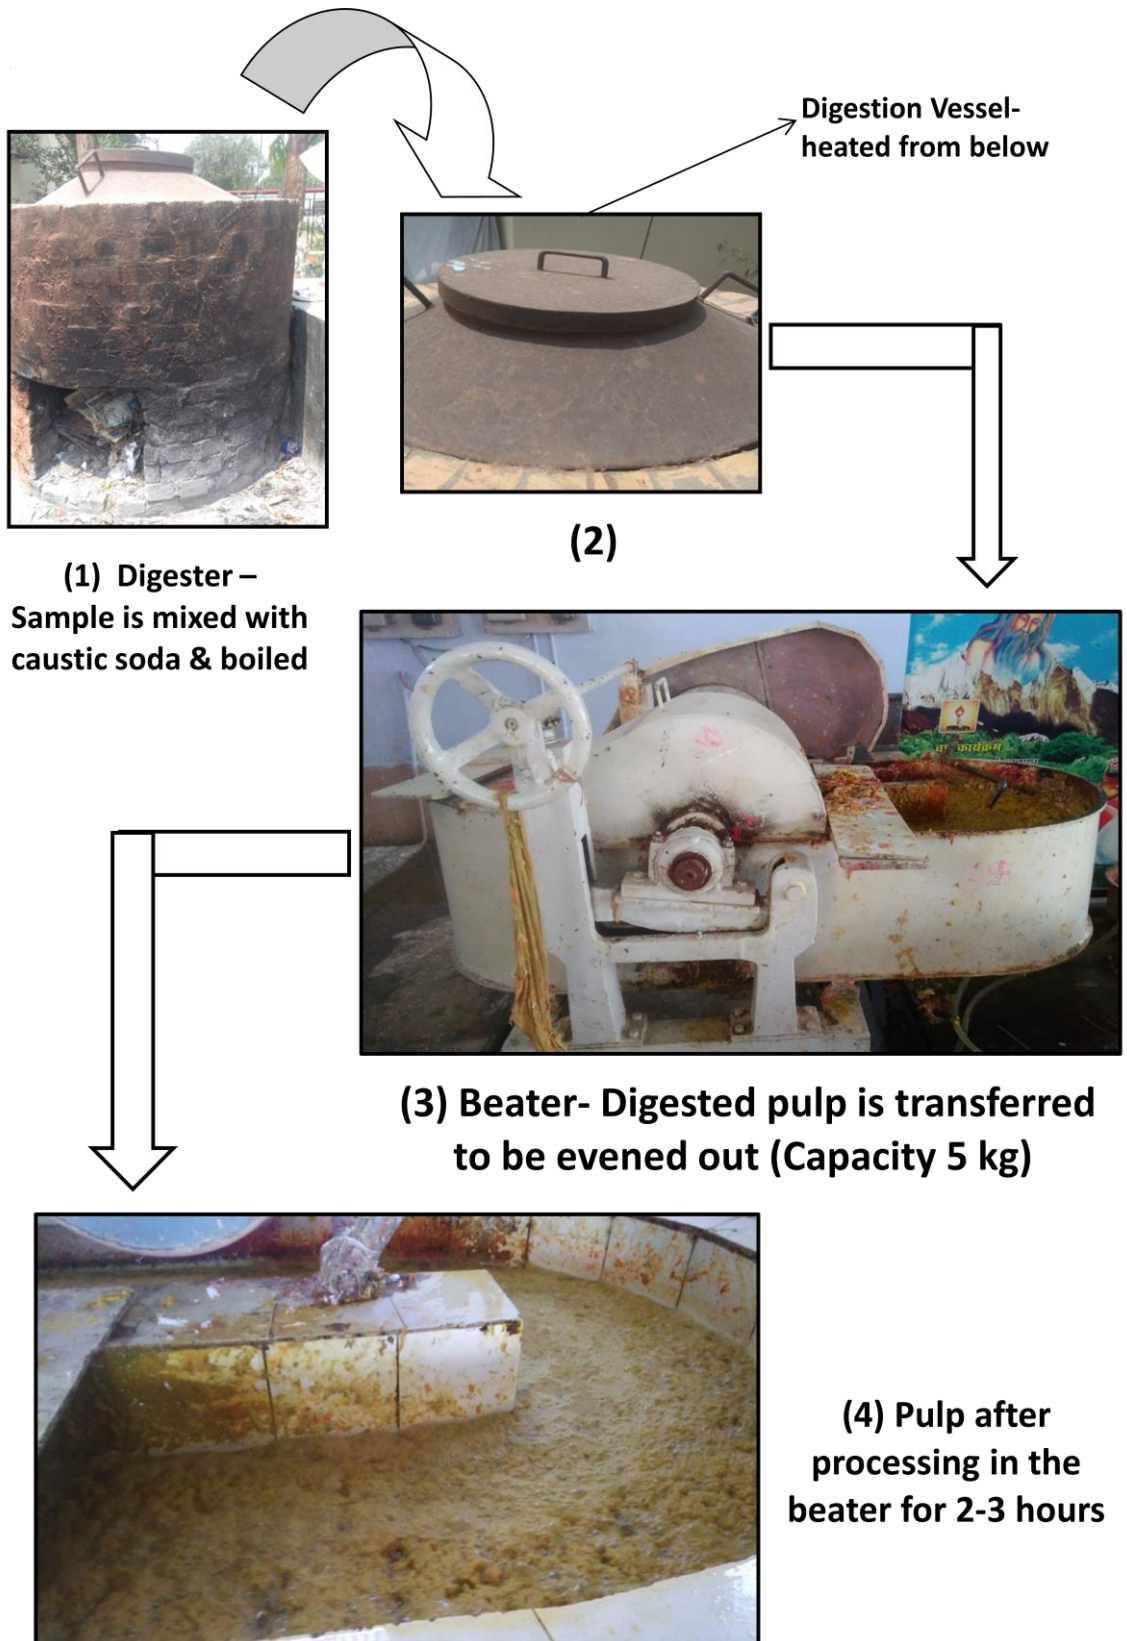 Digestion Vessel-
heated from below
(2)
(1) Digester –
Sample is mixed with
caustic soda & boiled
कार्यक्रम
(3) Beater- Digested pulp is transferred
to be evened out (Capacity 5 kg)
(4) Pulp after
processing in the
beater for 2-3 hours